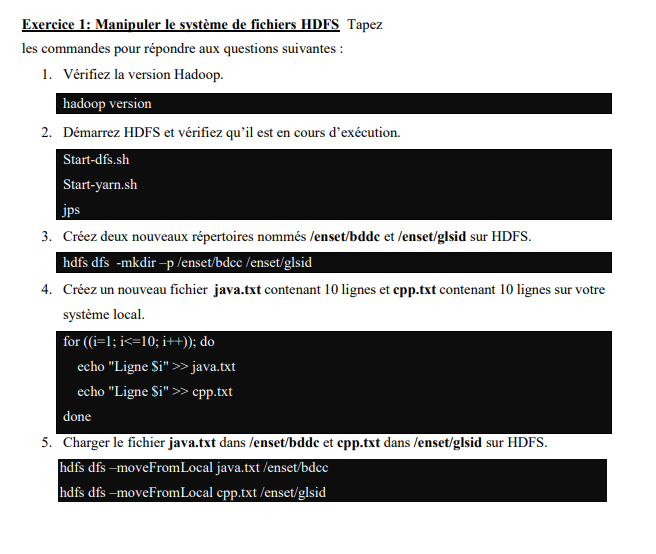 Exercice 1: Manipuler le système de fichiers HDFS Tapez
les commandes pour répondre aux questions suivantes :
1. Vérifiez la version Hadoop.
hadoop version
2. Démarrez HDFS et vérifiez qu'il est en cours d'exécution.
Start-dfs.sh
Start-yarn.sh
jps
3. Créez deux nouveaux répertoires nommés /enset/bddc et /enset/glsid sur HDFS.
hdfs dfs -mkdir –p /enset/bdcc /enset/glsid
4. Créez un nouveau fichier java.txt contenant 10 lignes et cpp.txt contenant 10 lignes sur votre
système local.
for ((i=1; i<=10; i++)); do
echo "Ligne $i" >> java.txt
echo "Ligne $i" >> cpp.txt
done
5. Charger le fichier java.txt dans /enset/bddc et cpp.txt dans /enset/glsid sur HDFS.
hdfs dfs –moveFromLocal java.txt /enset/bdcc
hdfs dfs –moveFromLocal cpp.txt /enset/glsid